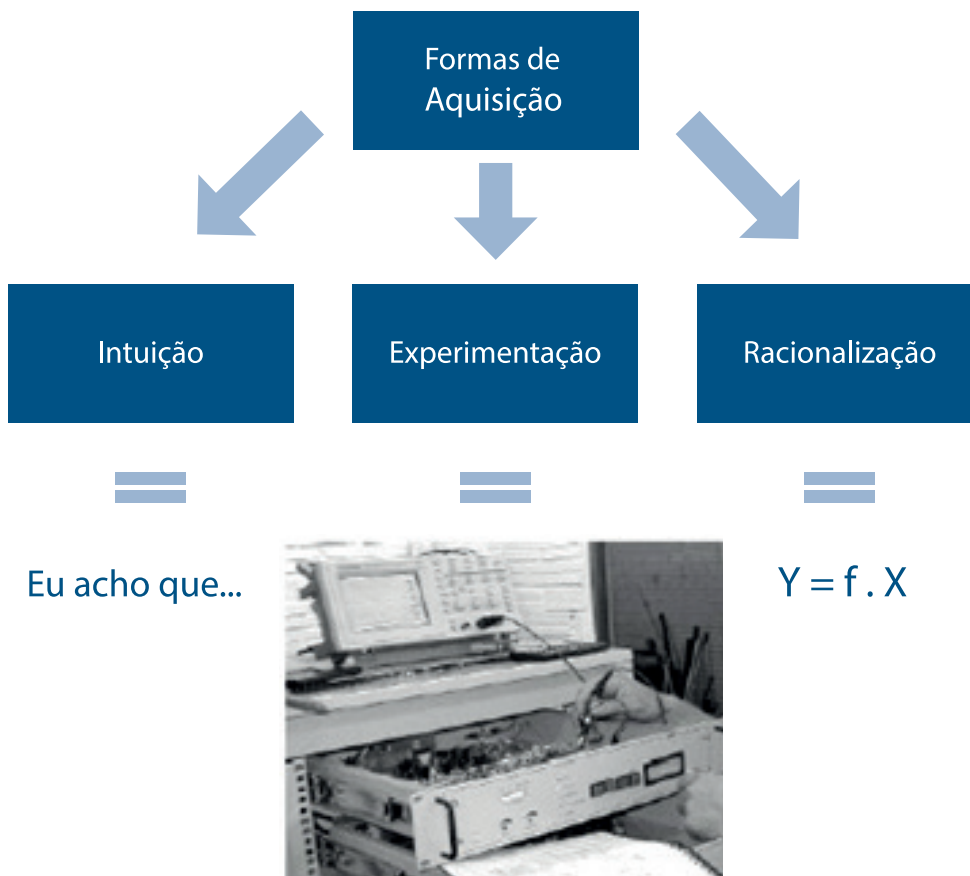 Formas de
Aquisição
Intuição
Experimentação
Racionalização
Eu acho que...
Y = f . X